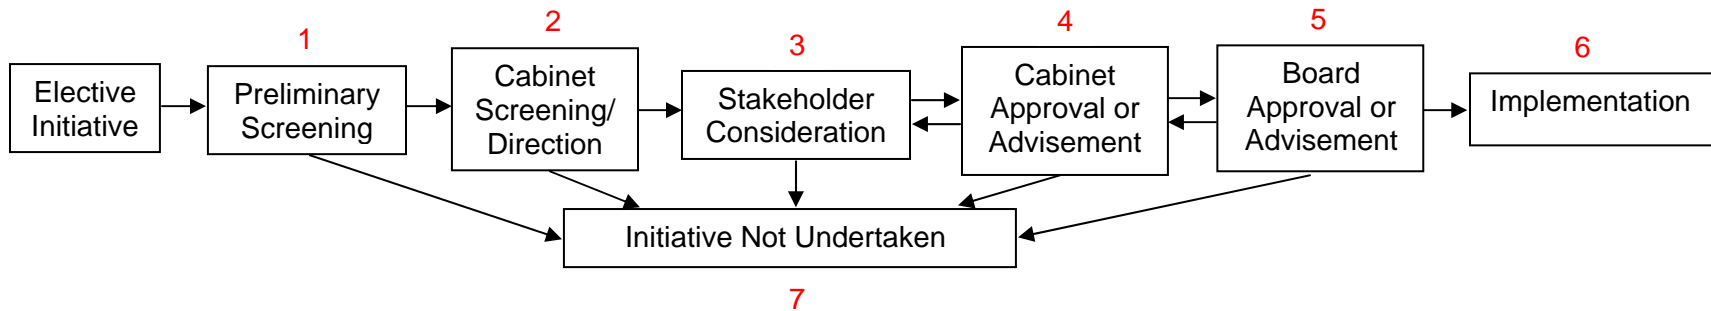 1
2
3
4
5
6
Elective
Initiative
Preliminary
Screening
Cabinet
Screening/
Direction
Stakeholder
Consideration
Cabinet
Approval or
Advisement
Board
Approval or
Advisement
Implementation
Initiative Not Undertaken
7